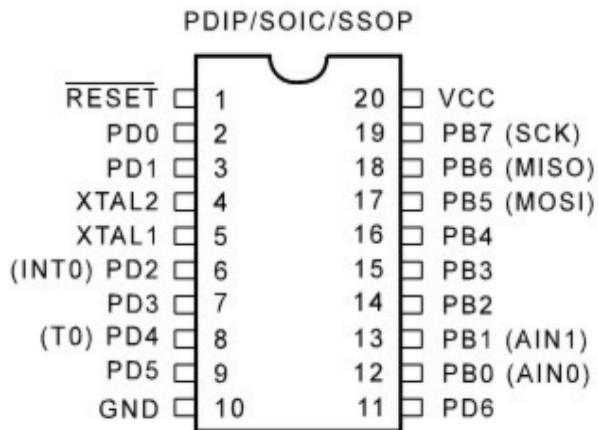 PDIP/SOIC/SSOP
RESET 1 20 VCC
PD0 2 19 PB7 (SCK)
PD1 3 18 PB6 (MISO)
XTAL2 4 17 PB5 (MOSI)
XTAL1 5 16 PB4
(INT0) PD2 6 15 PB3
PD3 7 14 PB2
(T0) PD4 8 13 PB1 (AIN1)
PD5 9 12 PB0 (AIN0)
GND 10 11 PD6